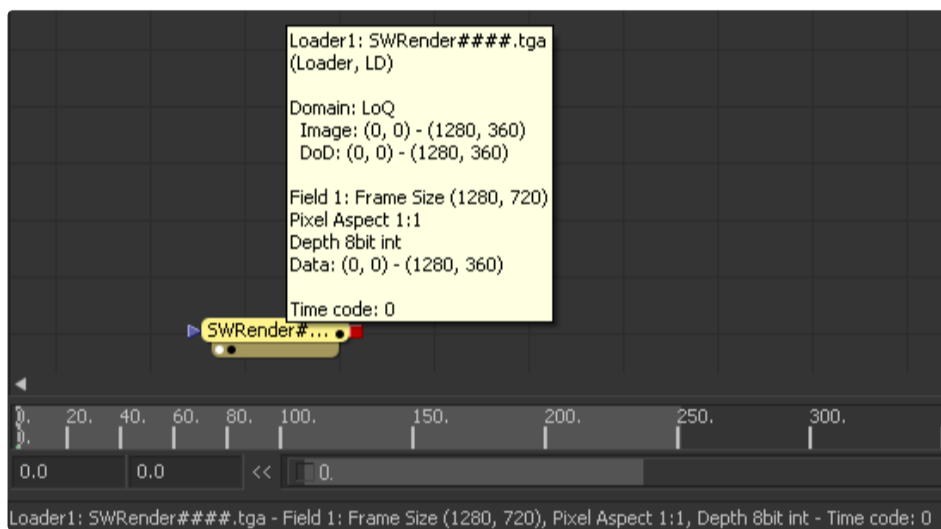 Loader1: SWRender####.tga
(Loader, LD)
Domain: LoQ
Image: (0, 0) - (1280, 360)
DoD: (0, 0) - (1280, 360)
Field 1: Frame Size (1280, 720)
Pixel Aspect 1:1
Depth 8bit int
Data: (0, 0) - (1280, 360)
Time code: 0
SWRender#...
0. 20. 40. 60. 80. 100. 150. 200. 250. 300.
0.
0.0 0.0 << 0.
Loader1: SWRender####.tga - Field 1: Frame Size (1280, 720), Pixel Aspect 1:1, Depth 8bit int - Time code: 0